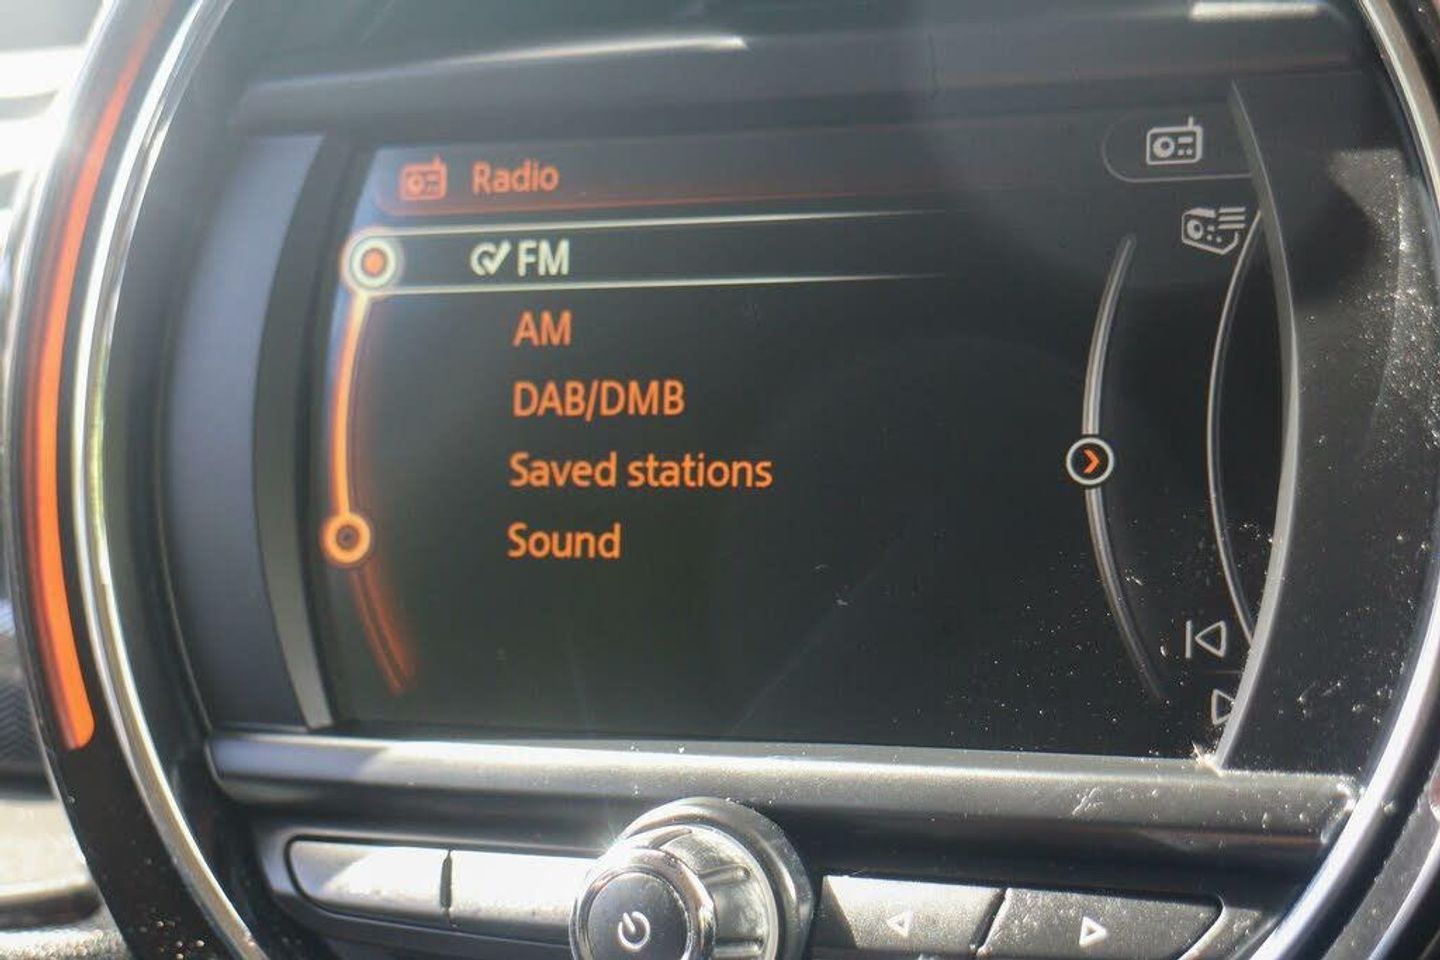 Radio
FM
AM
DAB/DMB
Saved stations
Sound